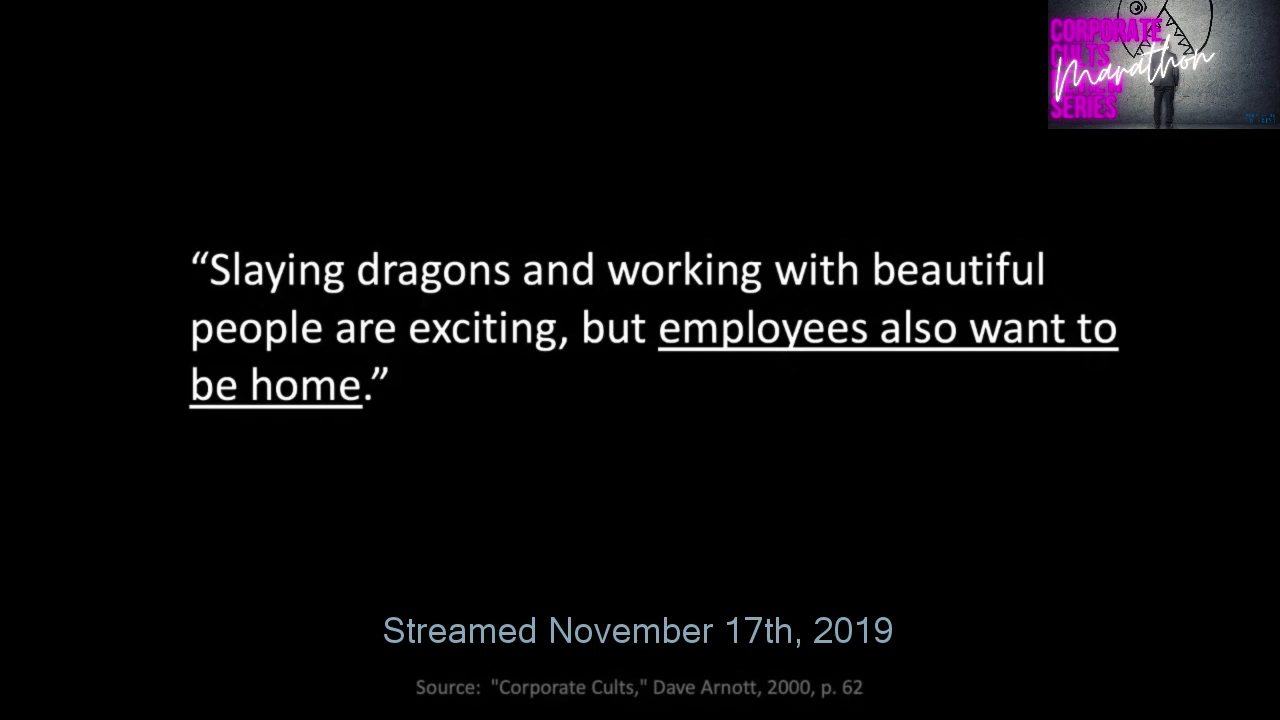 CORPORATE
CULTS
Marathon
SERIES
“Slaying dragons and working with beautiful
people are exciting, but employees also want to
be home.”
Streamed November 17th, 2019
Source: "Corporate Cults," Dave Arnott, 2000, p. 62